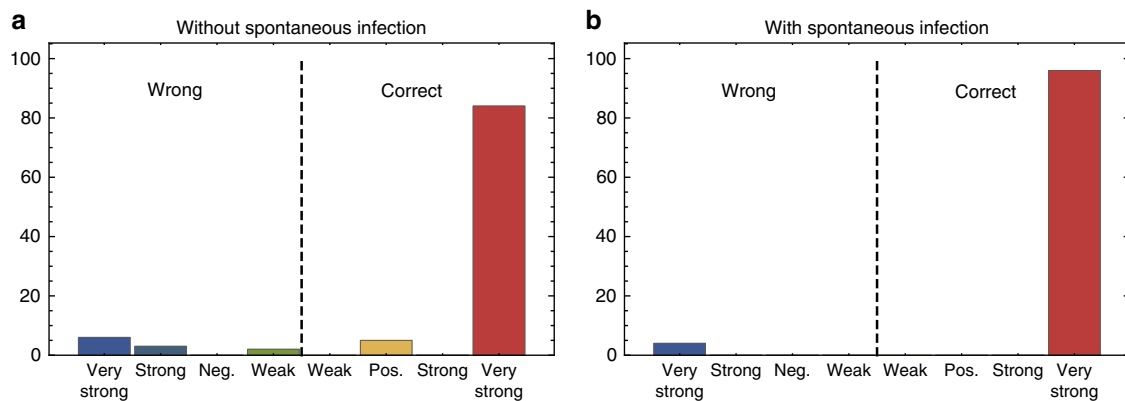 a
Without spontaneous infection
100
80
60
40
20
0
Wrong
Correct
Very strong
Strong
Neg.
Weak
Weak
Pos.
Strong
Very strong
b
With spontaneous infection
100
80
60
40
20
0
Wrong
Correct
Very strong
Strong
Neg.
Weak
Weak
Pos.
Strong
Very strong